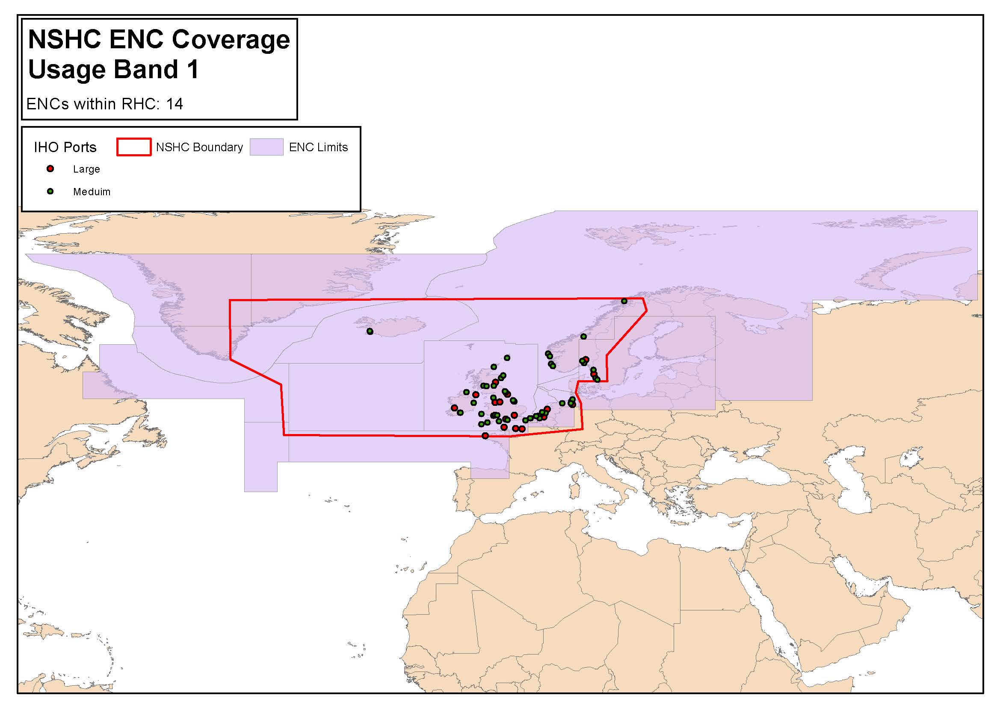 NSHC ENC Coverage
Usage Band 1
ENCs within RHC: 14
IHO Ports
NSHC Boundary
ENC Limits
Large
Meduim